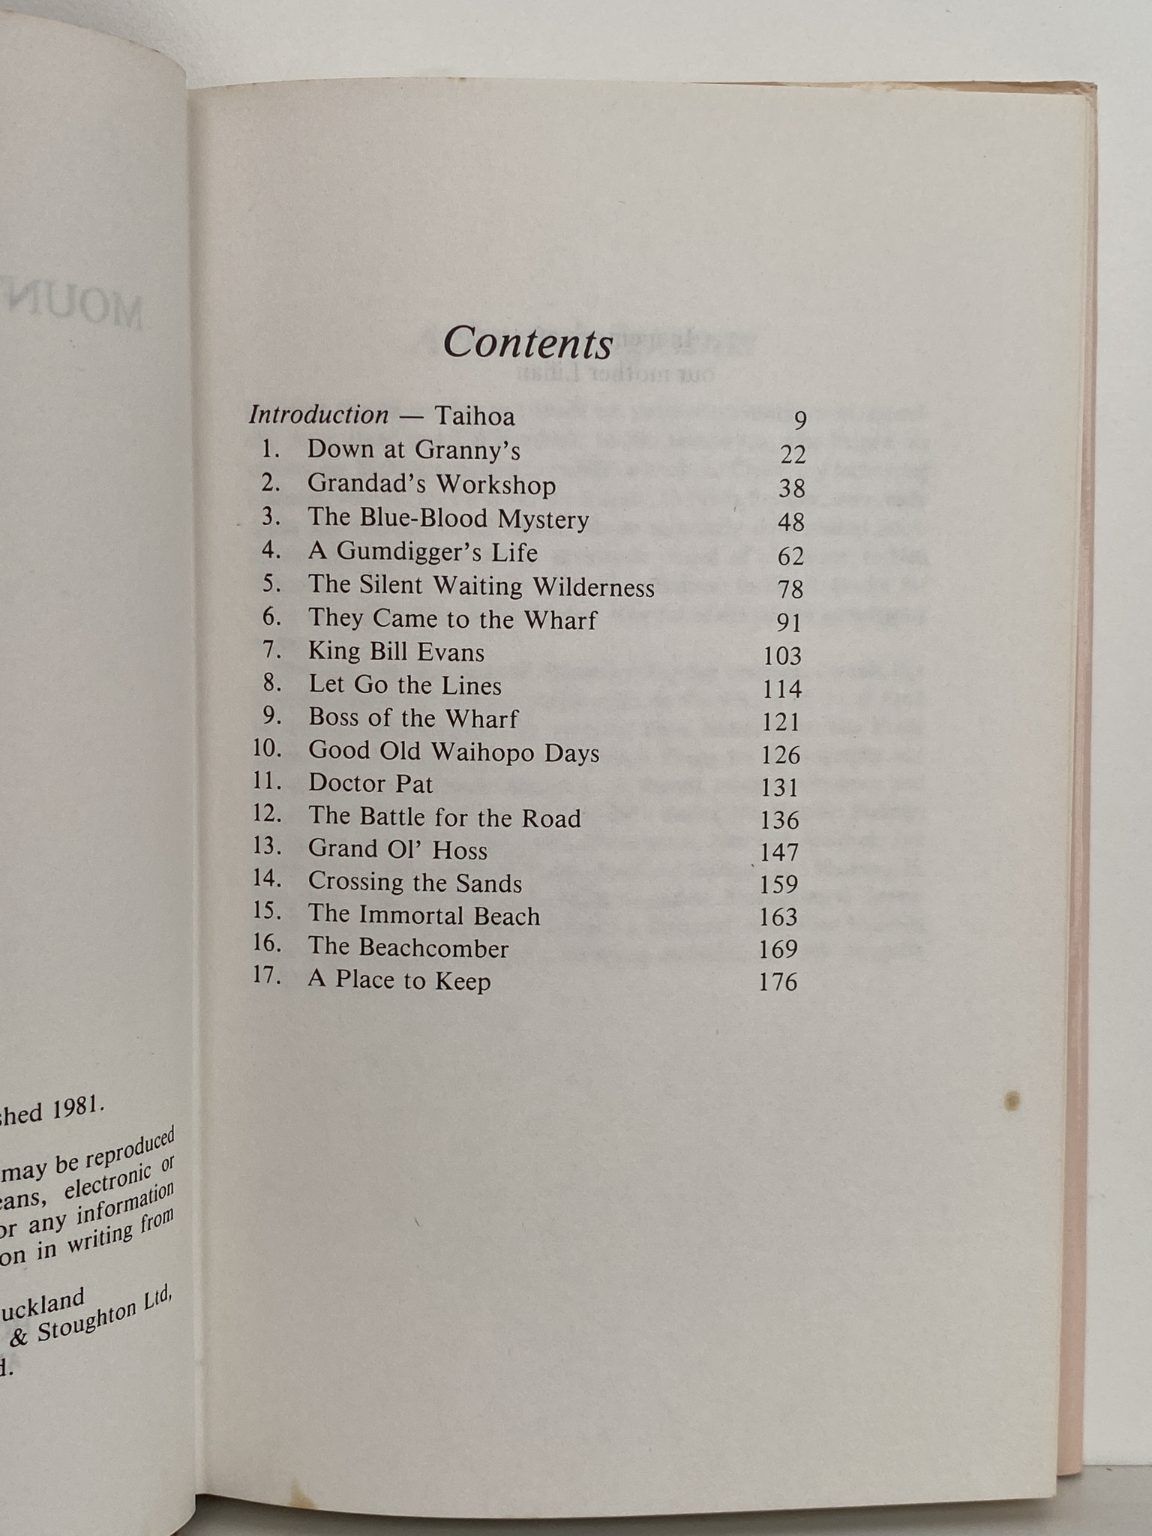 shed 1981.
may be reproduced
eans, electronic or
or any information
on in writing from
uckland
& Stoughton Ltd,
d.
Contents
Introduction — Taihoa 9
1. Down at Granny's 22
2. Grandad's Workshop 38
3. The Blue-Blood Mystery 48
4. A Gumdigger's Life 62
5. The Silent Waiting Wilderness 78
6. They Came to the Wharf 91
7. King Bill Evans 103
8. Let Go the Lines 114
9. Boss of the Wharf 121
10. Good Old Waihopo Days 126
11. Doctor Pat 131
12. The Battle for the Road 136
13. Grand Ol' Hoss 147
14. Crossing the Sands 159
15. The Immortal Beach 163
16. The Beachcomber 169
17. A Place to Keep 176